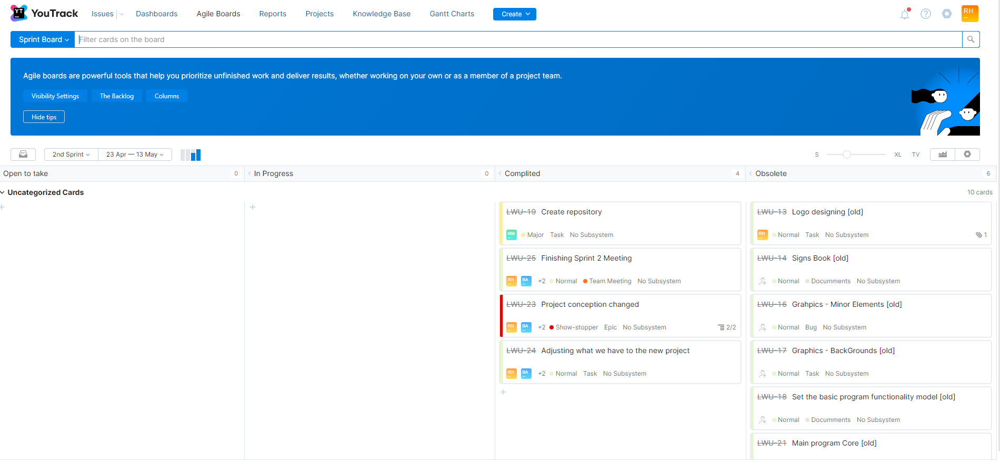 YT YouTrack Issues Dashboards Agile Boards Reports Projects Knowledge Base Gantt Charts Create RH
Sprint Board Filter cards on the board
Agile boards are powerful tools that help you prioritize unfinished work and deliver results, whether working on your own or as a member of a project team.
Visibility Settings The Backlog Columns
Hide tips
2nd Sprint 23 Apr — 13 May S XL TV
Open to take 0 In Progress 0 Complited 4 Obsolete 6
Uncategorized Cards 10 cards
LWU-19 Create repository
MM Major Task No Subsystem
LWU-25 Finishing Sprint 2 Meeting
RH BA +2 Normal Team Meeting No Subsystem
LWU-23 Project conception changed
RH BA +2 Show-stopper Epic No Subsystem 2/2
LWU-24 Adjusting what we have to the new project
RH BA +2 Normal Task No Subsystem
LWU-13 Logo designing [old]
RH Normal Task No Subsystem 1
LWU-14 Signs Book [old]
Normal Documments No Subsystem
LWU-16 Grahpics - Minor Elements [old]
Normal Bug No Subsystem
LWU-17 Graphics - BackGrounds [old]
Normal Task No Subsystem
LWU-18 Set the basic program functionality model [old]
Normal Documments No Subsystem
LWU-21 Main program Core [old]